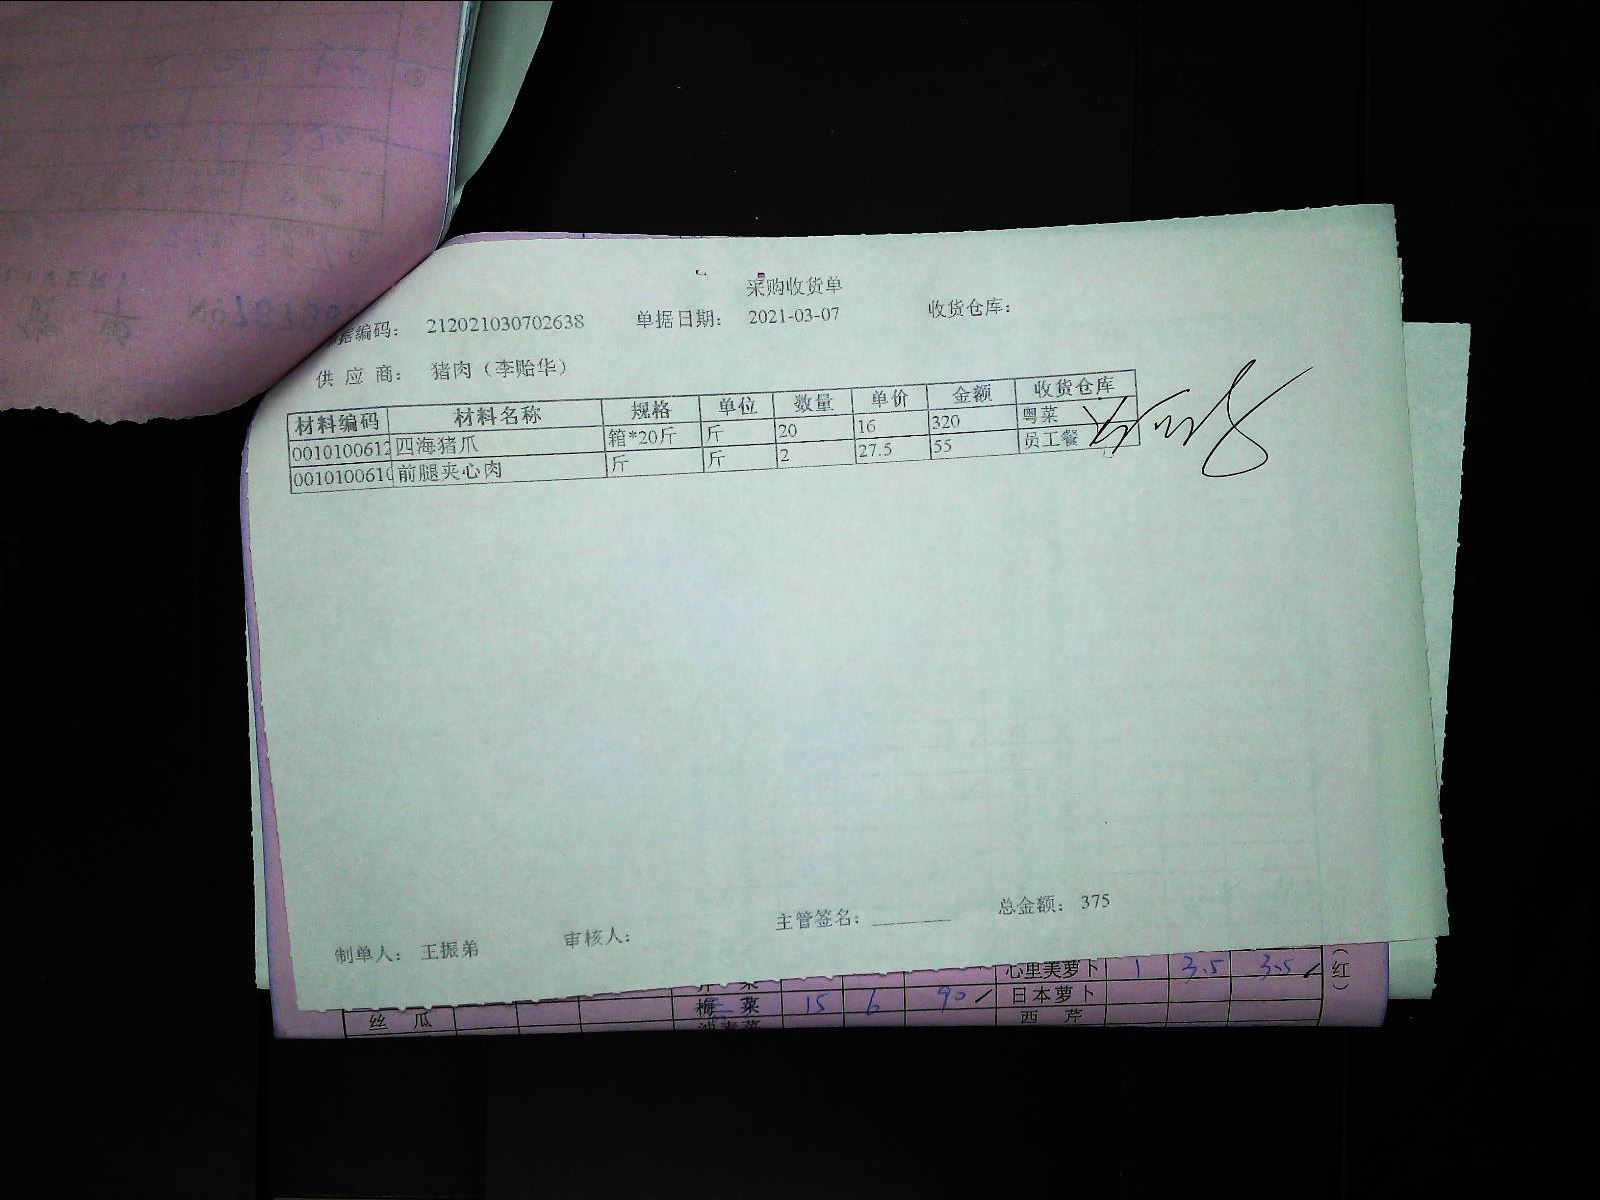 采购收货单
据编码： 212021030702638 单据日期： 2021-03-07 收货仓库：
供应商： 猪肉（李贻华）
材料编码 材料名称 规格 单位 数量 单价 金额 收货仓库
0010100612 四海猪爪 箱*20斤 斤 20 16 320 粤菜
0010100610 前腿夹心肉 斤 斤 2 27.5 55 员工餐
主管签名： 总金额： 375
制单人： 王振弟 审核人：
心里美萝卜 1 3.5 3.5
梅菜 15 6 90 日本萝卜
丝瓜 西芹
（红）